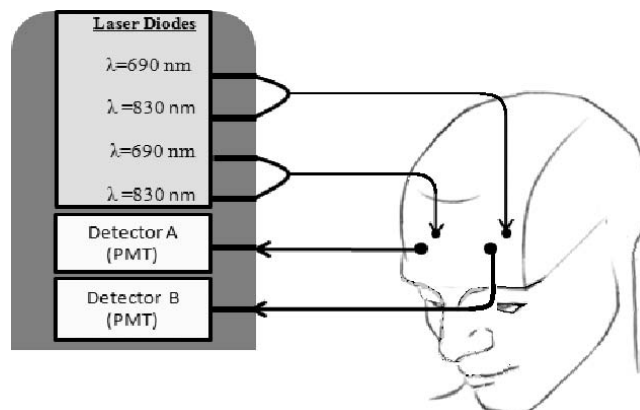 Laser Diodes
λ=690 nm
λ =830 nm
λ=690 nm
λ =830 nm
Detector A
(PMT)
Detector B
(PMT)